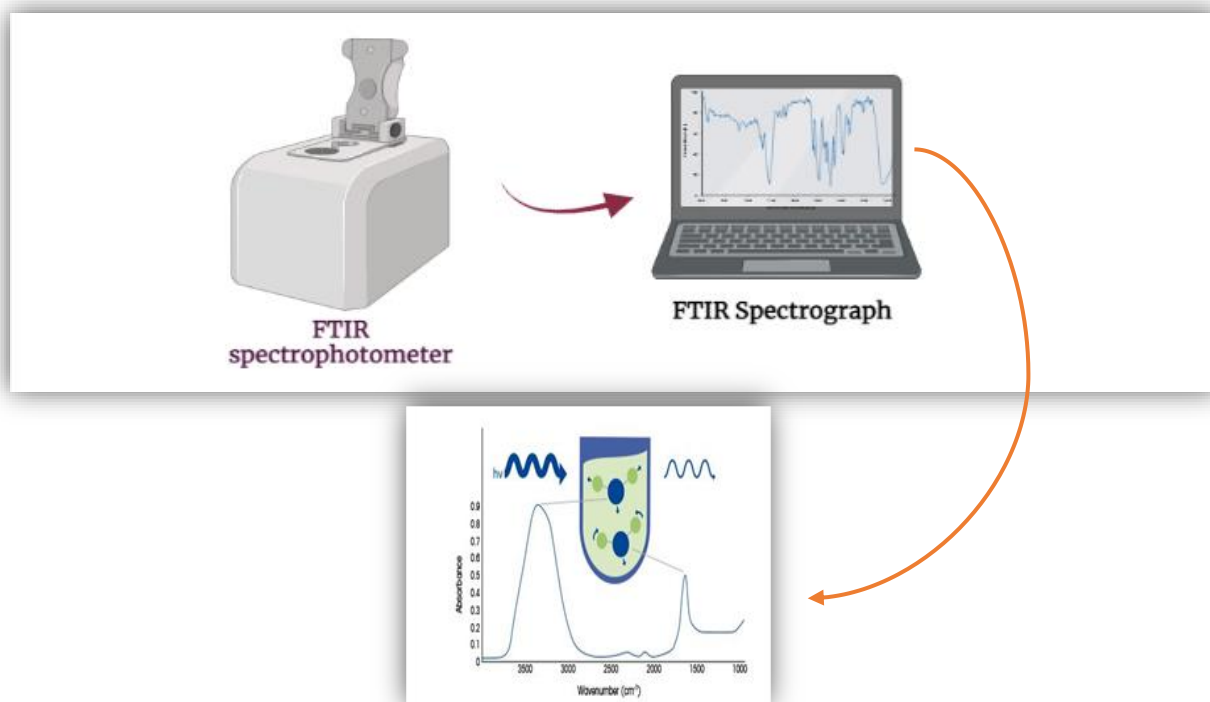 FTIR
spectrophotometer
FTIR Spectrograph
hν
0.9
0.8
0.7
0.6
0.5
0.4
0.3
0.2
0.1
0
Absorbance
3500 3000 2500 2000 1500 1000
Wavenumber (cm⁻¹)